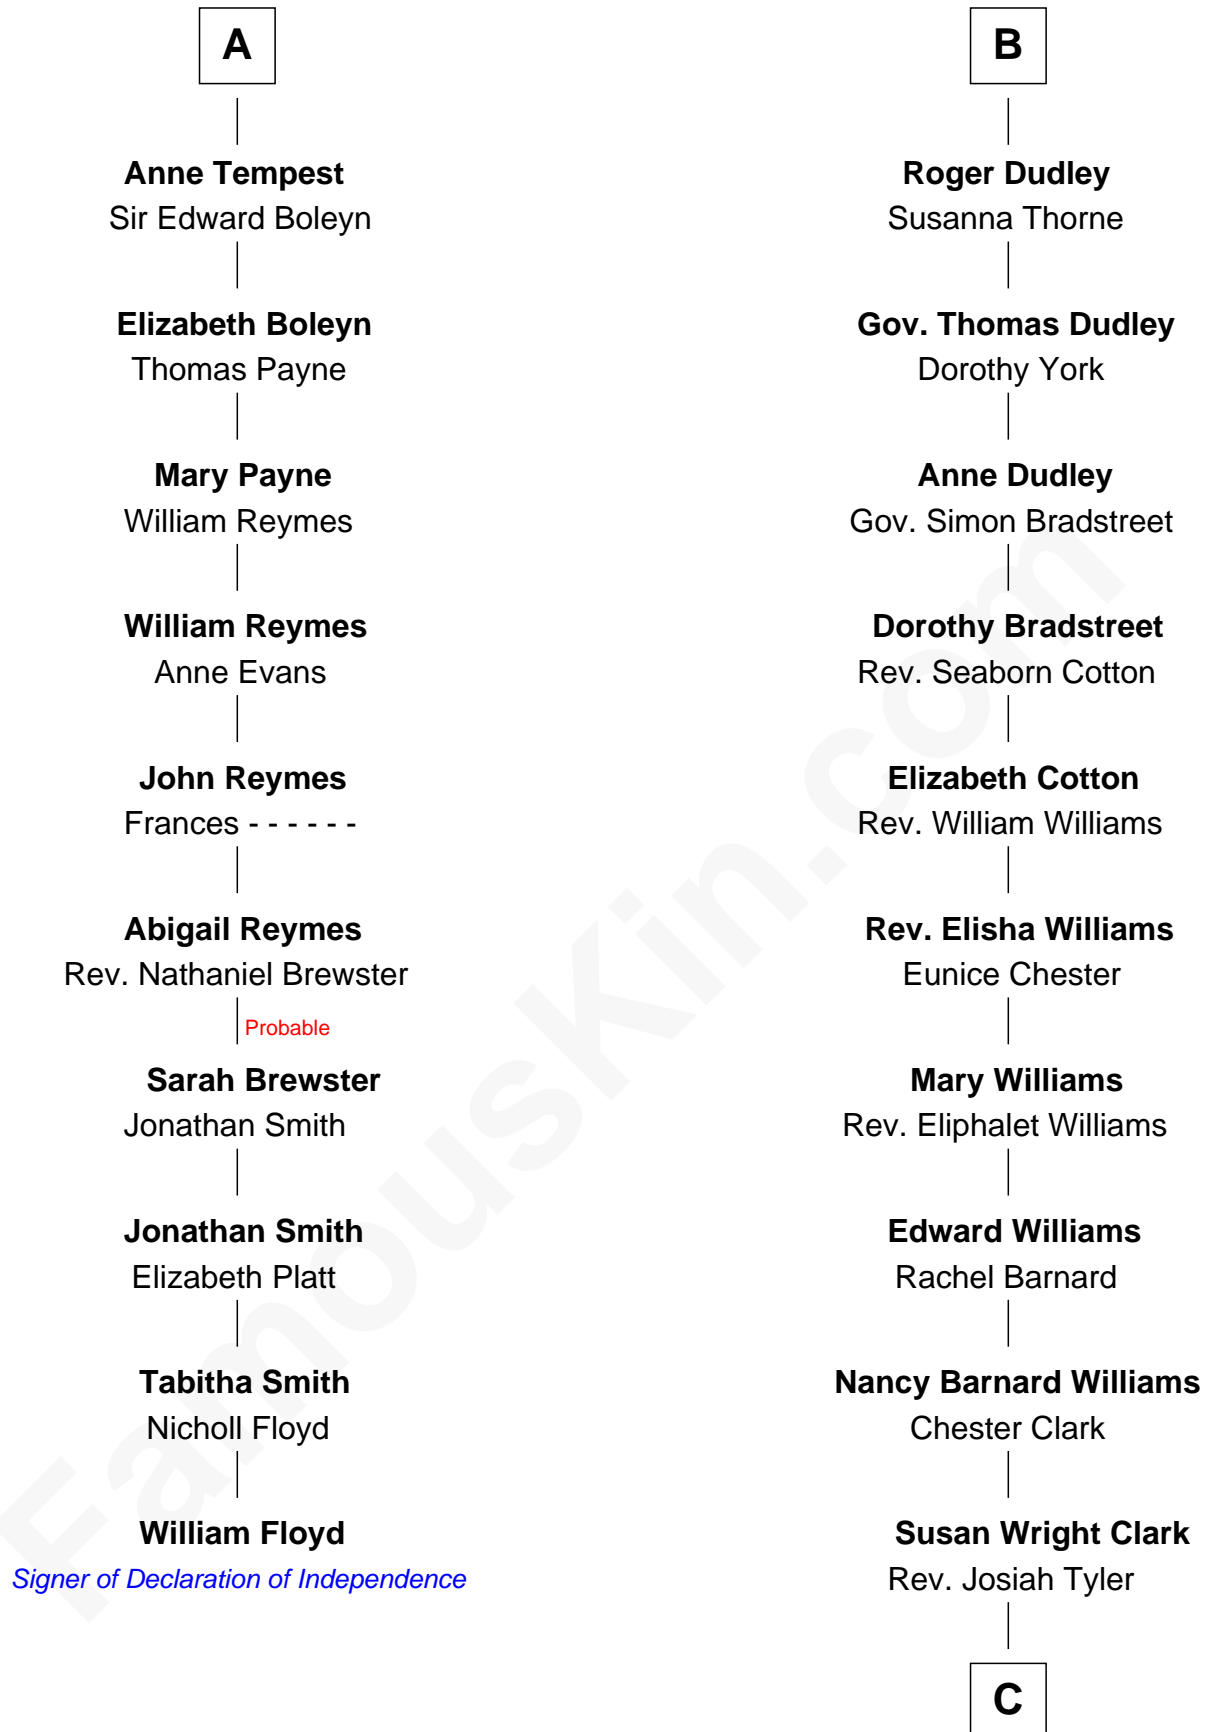 A
Anne Tempest
Sir Edward Boleyn
Elizabeth Boleyn
Thomas Payne
Mary Payne
William Reymes
William Reymes
Anne Evans
John Reymes
Frances - - - - - -
Abigail Reymes
Rev. Nathaniel Brewster
Probable
Sarah Brewster
Jonathan Smith
Jonathan Smith
Elizabeth Platt
Tabitha Smith
Nicholl Floyd
William Floyd
Signer of Declaration of Independence
B
Roger Dudley
Susanna Thorne
Gov. Thomas Dudley
Dorothy York
Anne Dudley
Gov. Simon Bradstreet
Dorothy Bradstreet
Rev. Seaborn Cotton
Elizabeth Cotton
Rev. William Williams
Rev. Elisha Williams
Eunice Chester
Mary Williams
Rev. Eliphalet Williams
Edward Williams
Rachel Barnard
Nancy Barnard Williams
Chester Clark
Susan Wright Clark
Rev. Josiah Tyler
C
FamousKin.com